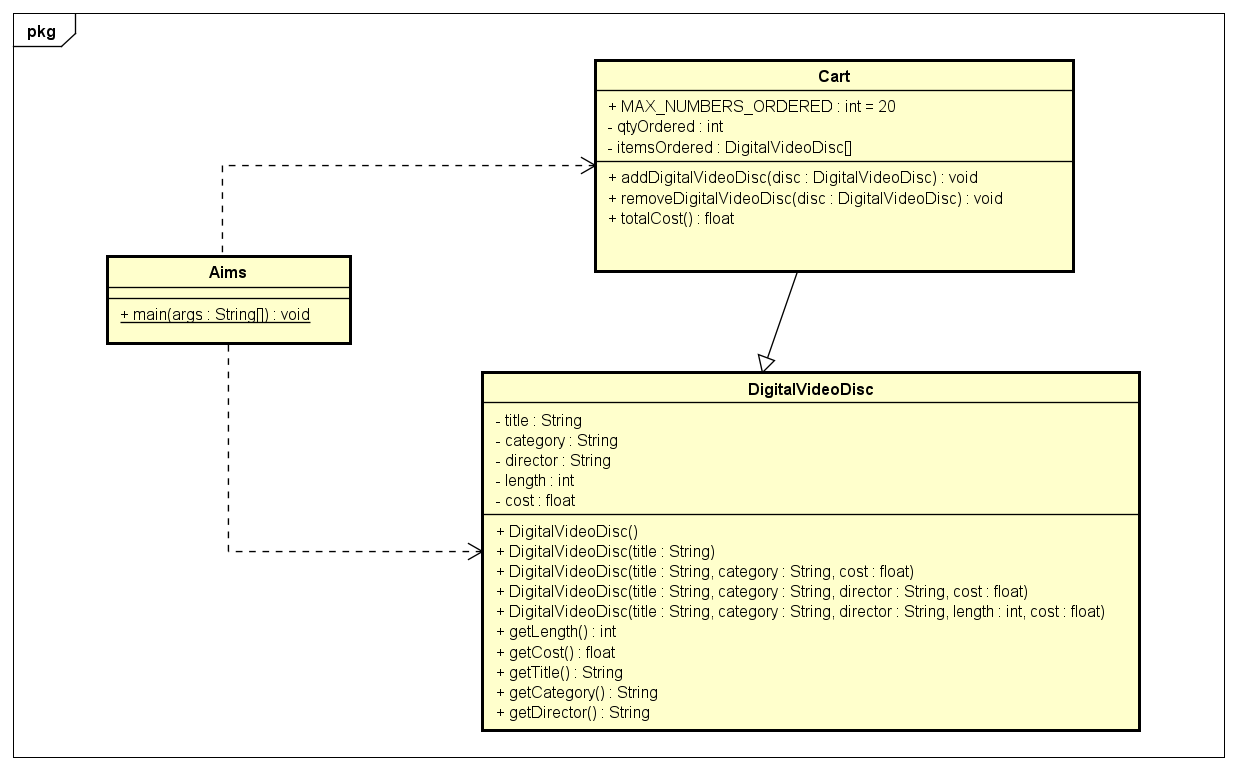 pkg
Cart
+ MAX_NUMBERS_ORDERED : int = 20
- qtyOrdered : int
- itemsOrdered : DigitalVideoDisc[]
+ addDigitalVideoDisc(disc : DigitalVideoDisc) : void
+ removeDigitalVideoDisc(disc : DigitalVideoDisc) : void
+ totalCost() : float
Aims
+ main(args : String[]) : void
DigitalVideoDisc
- title : String
- category : String
- director : String
- length : int
- cost : float
+ DigitalVideoDisc()
+ DigitalVideoDisc(title : String)
+ DigitalVideoDisc(title : String, category : String, cost : float)
+ DigitalVideoDisc(title : String, category : String, director : String, cost : float)
+ DigitalVideoDisc(title : String, category : String, director : String, length : int, cost : float)
+ getLength() : int
+ getCost() : float
+ getTitle() : String
+ getCategory() : String
+ getDirector() : String